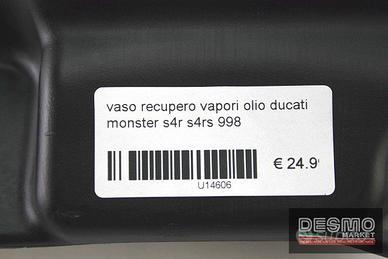 vaso recupero vapori olio ducati
monster s4r s4rs 998
€ 24.9
U14606
DESMO
MARKET